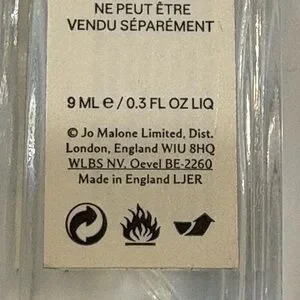 NE PEUT ÊTRE
VENDU SÉPARÉMENT
9 ML ℮ / 0.3 FL OZ LIQ
© Jo Malone Limited, Dist.
London, England W1U 8HQ
WLBS NV. Oevel BE-2260
Made in England LJER